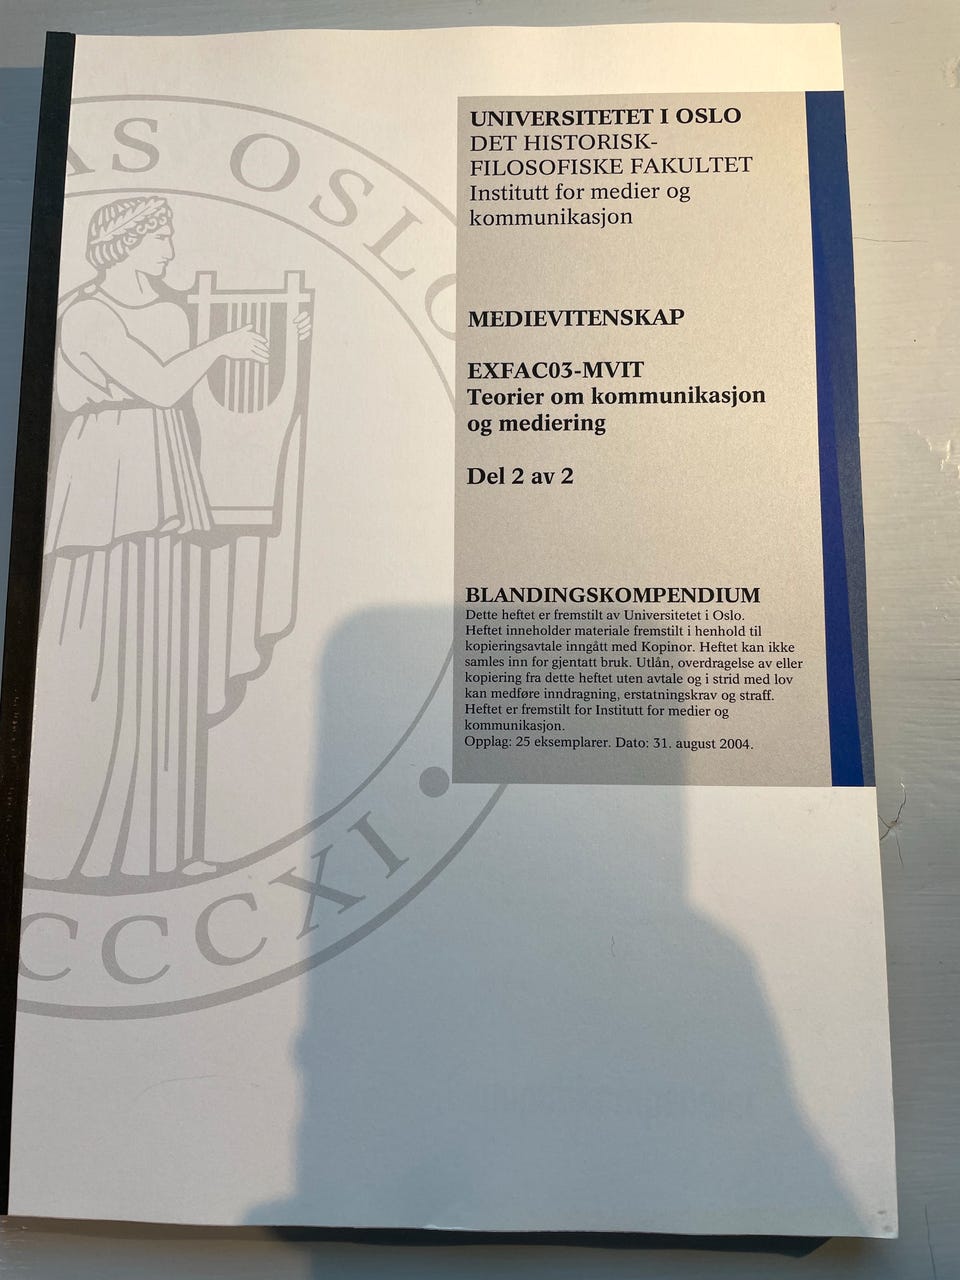 AS OSLO
CCCXI
UNIVERSITETET I OSLO
DET HISTORISK-
FILOSOFISKE FAKULTET
Institutt for medier og
kommunikasjon
MEDIEVITENSKAP
EXFAC03-MVIT
Teorier om kommunikasjon
og mediering
Del 2 av 2
BLANDINGSKOMPENDIUM
Dette heftet er fremstilt av Universitetet i Oslo.
Heftet inneholder materiale fremstilt i henhold til
kopieringsavtale inngått med Kopinor. Heftet kan ikke
samles inn for gjentatt bruk. Utlån, overdragelse av eller
kopiering fra dette heftet uten avtale og i strid med lov
kan medføre inndragning, erstatningskrav og straff.
Heftet er fremstilt for Institutt for medier og
kommunikasjon.
Opplag: 25 eksemplarer. Dato: 31. august 2004.